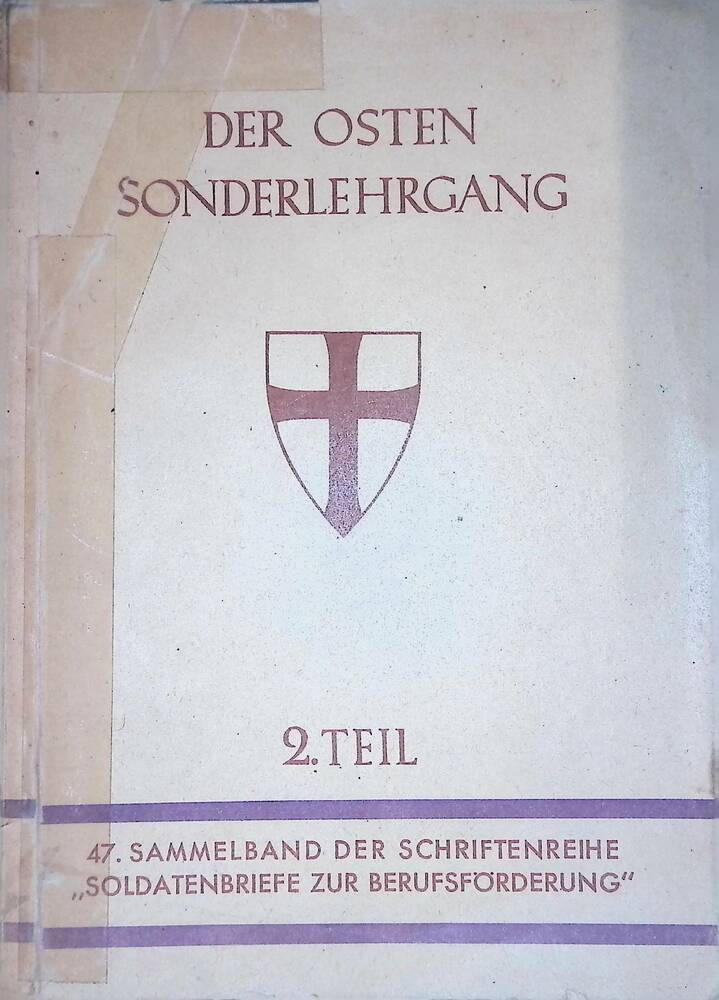 DER OSTEN
SONDERLEHRGANG
2. TEIL
47. SAMMELBAND DER SCHRIFTENREIHE
„SOLDATENBRIEFE ZUR BERUFSFÖRDERUNG“